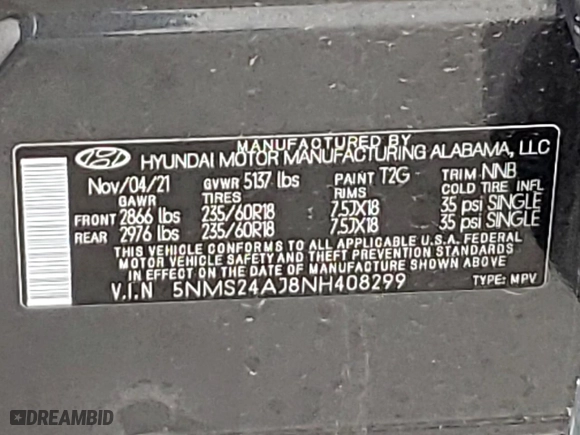 MANUFACTURED BY
HYUNDAI MOTOR MANUFACTURING ALABAMA, LLC
Nov/04/21 GVWR 5137 lbs PAINT T2G TRIM NNB
GAWR TIRES RIMS COLD TIRE INFL
FRONT 2866 lbs 235/60R18 7.5JX18 35 psi SINGLE
REAR 2976 lbs 235/60R18 7.5JX18 35 psi SINGLE
THIS VEHICLE CONFORMS TO ALL APPLICABLE U.S.A. FEDERAL
MOTOR VEHICLE SAFETY AND THEFT PREVENTION STANDARDS
IN EFFECT ON THE DATE OF MANUFACTURE SHOWN ABOVE.
V.I.N 5NMS24AJ8NH408299 TYPE: MPV
DREAMBID